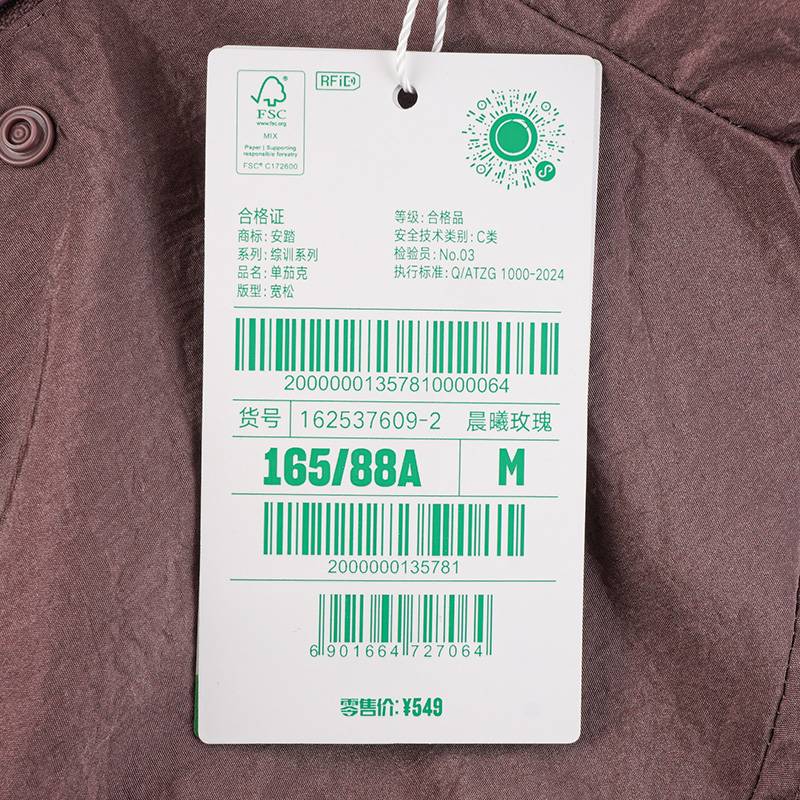 RFiD
FSC
www.fsc.org
MIX
Paper | Supporting
responsible forestry
FSC® C172600
合格证
商标: 安踏
系列: 综训系列
品名: 单茄克
版型: 宽松
等级: 合格品
安全技术类别: C类
检验员: No.03
执行标准: Q/ATZG 1000-2024
20000001357810000064
货号 162537609-2 晨曦玫瑰
165/88A M
2000000135781
6901664727064
零售价: ¥549